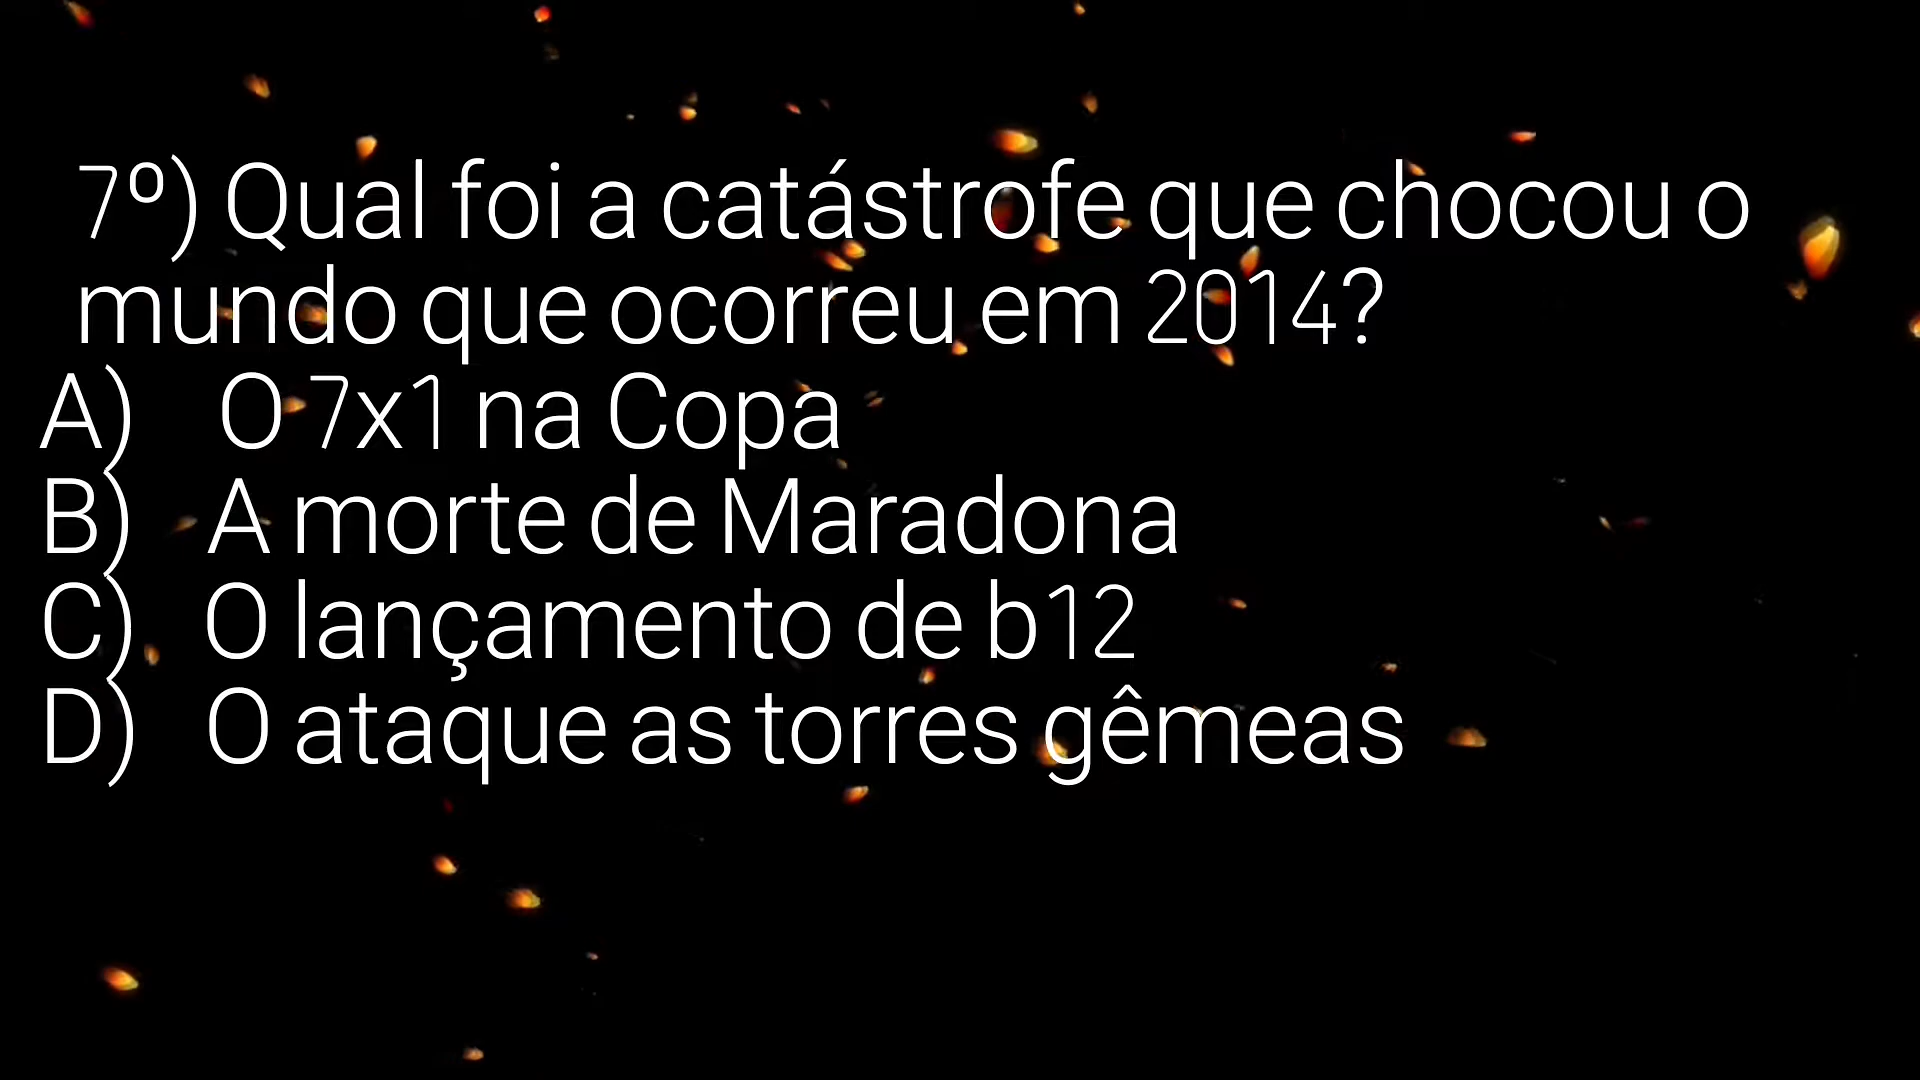 7º) Qual foi a catástrofe que chocou o
mundo que ocorreu em 2014?
A) O 7x1 na Copa
B) A morte de Maradona
C) O lançamento de b12
D) O ataque as torres gêmeas